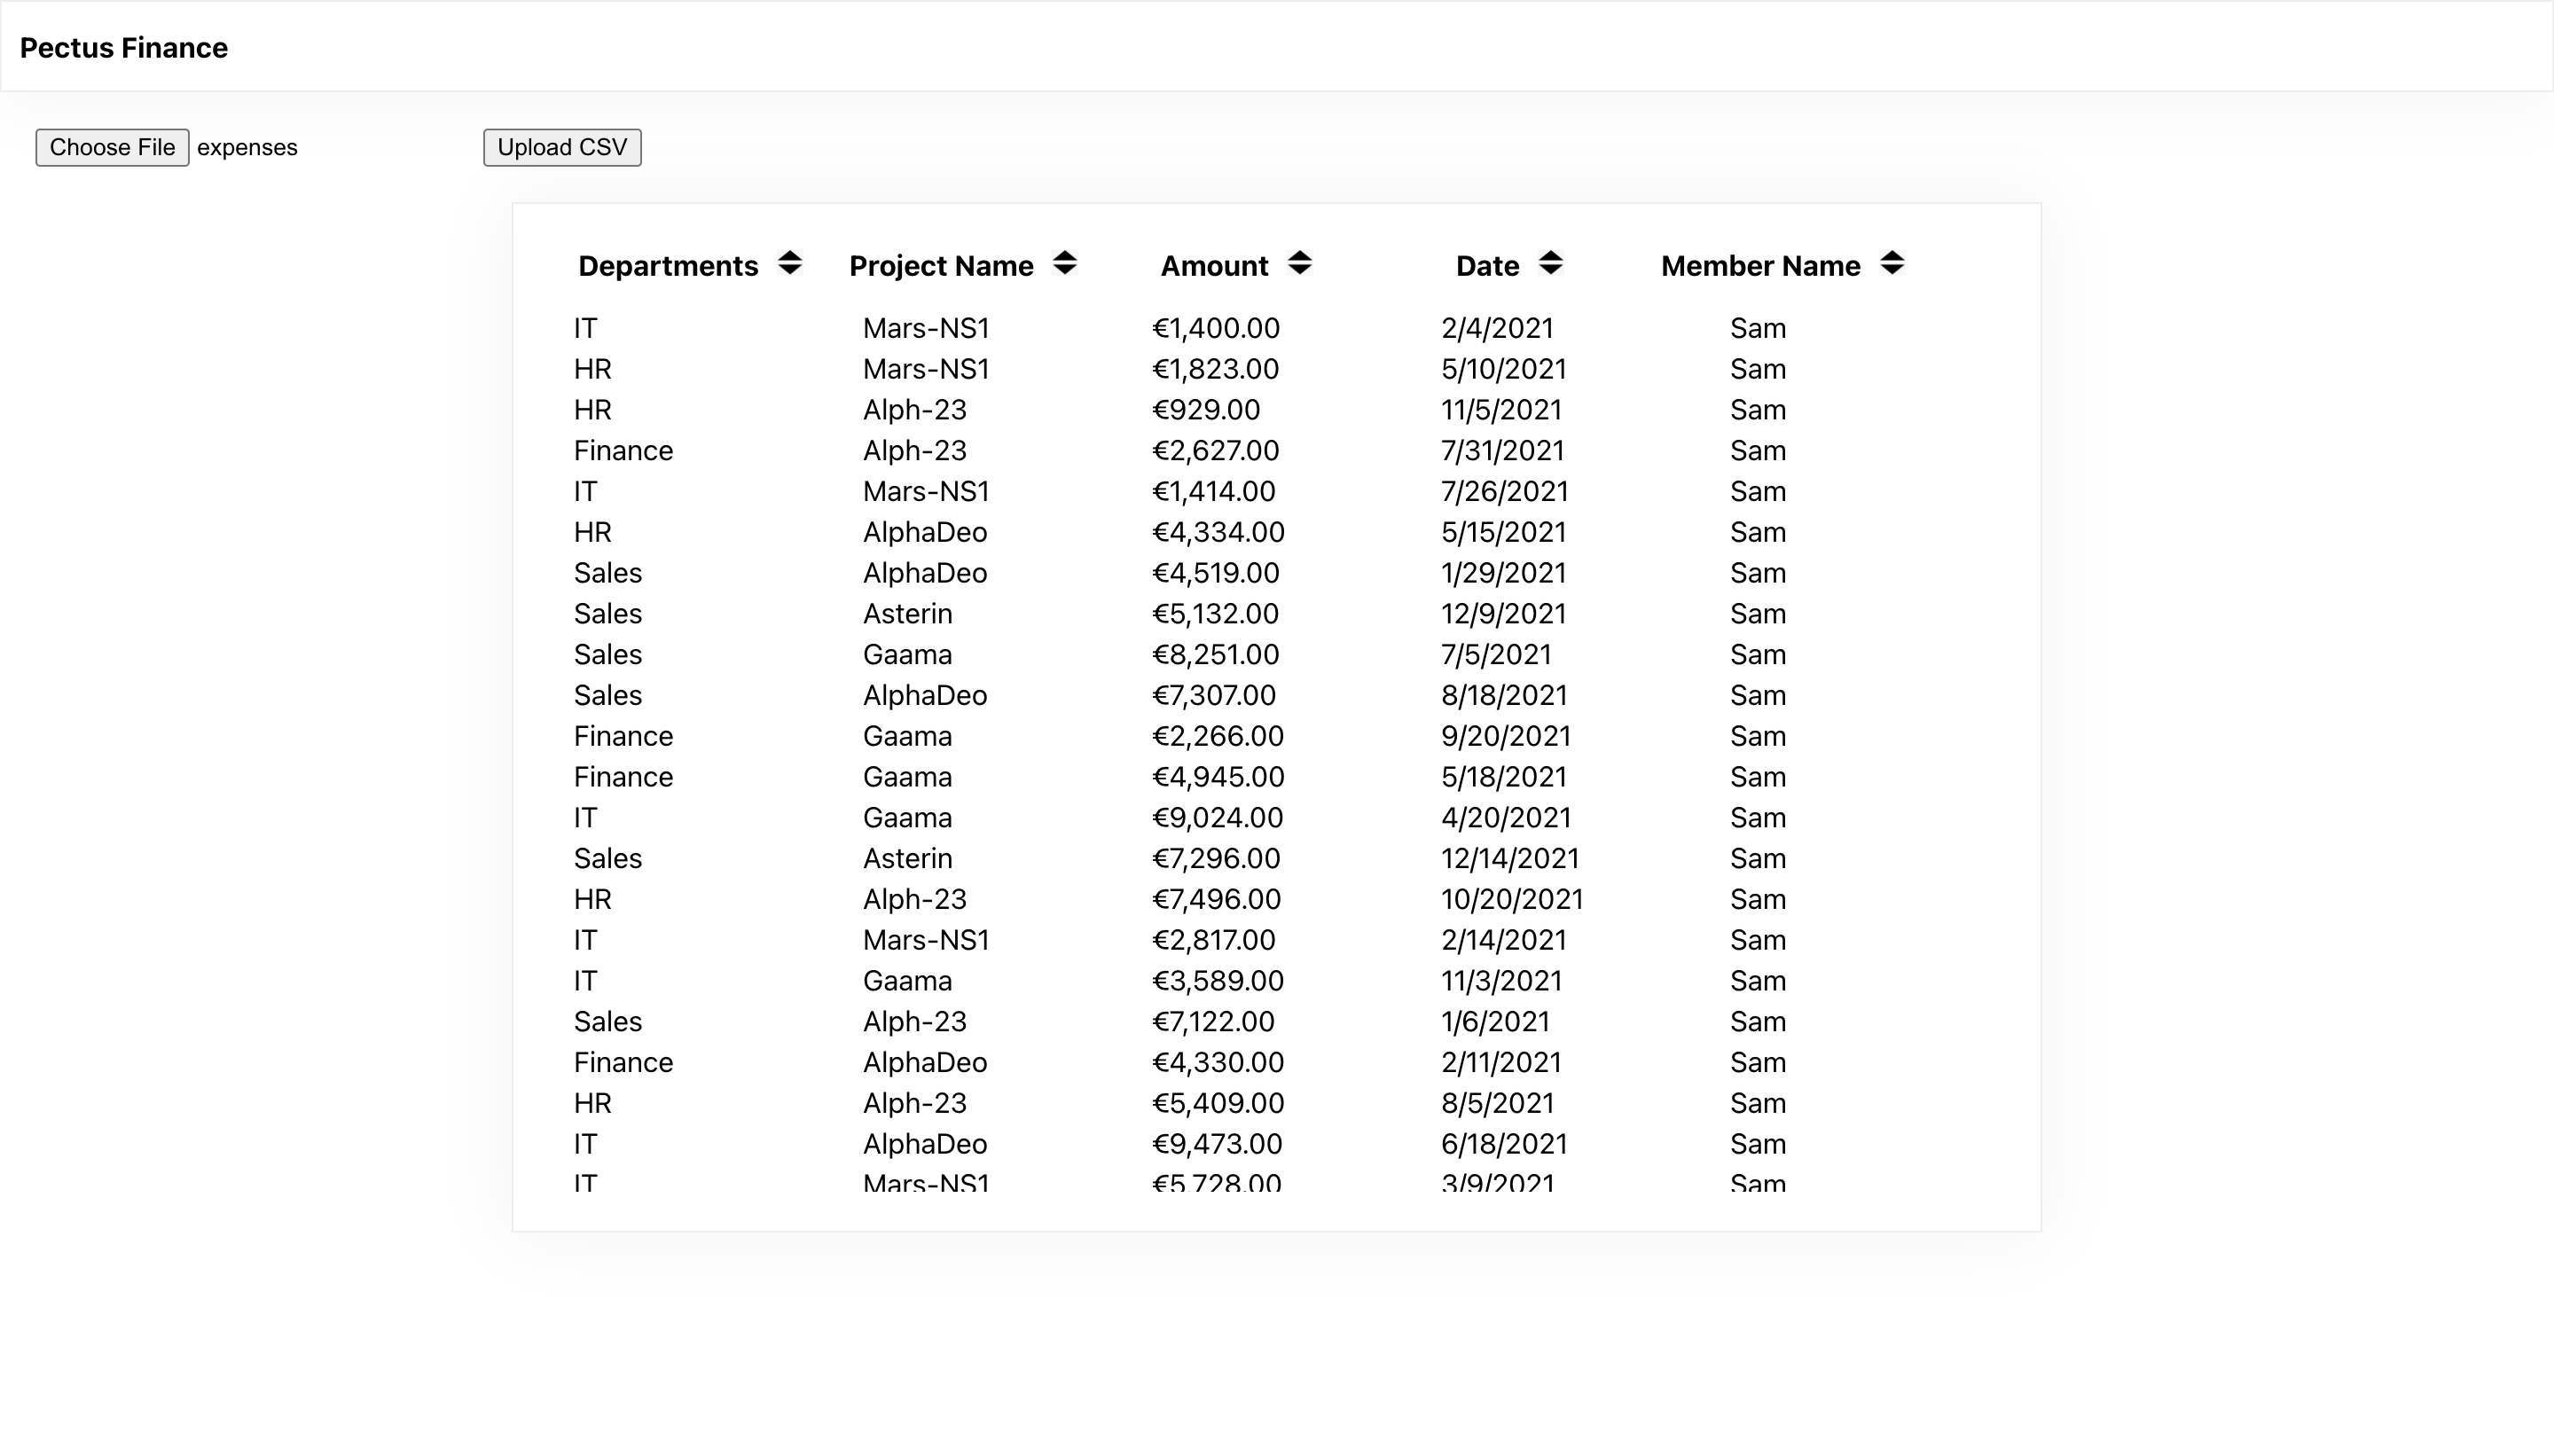 Pectus Finance
Choose File expenses Upload CSV
Departments Project Name Amount Date Member Name
IT Mars-NS1 €1,400.00 2/4/2021 Sam
HR Mars-NS1 €1,823.00 5/10/2021 Sam
HR Alph-23 €929.00 11/5/2021 Sam
Finance Alph-23 €2,627.00 7/31/2021 Sam
IT Mars-NS1 €1,414.00 7/26/2021 Sam
HR AlphaDeo €4,334.00 5/15/2021 Sam
Sales AlphaDeo €4,519.00 1/29/2021 Sam
Sales Asterin €5,132.00 12/9/2021 Sam
Sales Gaama €8,251.00 7/5/2021 Sam
Sales AlphaDeo €7,307.00 8/18/2021 Sam
Finance Gaama €2,266.00 9/20/2021 Sam
Finance Gaama €4,945.00 5/18/2021 Sam
IT Gaama €9,024.00 4/20/2021 Sam
Sales Asterin €7,296.00 12/14/2021 Sam
HR Alph-23 €7,496.00 10/20/2021 Sam
IT Mars-NS1 €2,817.00 2/14/2021 Sam
IT Gaama €3,589.00 11/3/2021 Sam
Sales Alph-23 €7,122.00 1/6/2021 Sam
Finance AlphaDeo €4,330.00 2/11/2021 Sam
HR Alph-23 €5,409.00 8/5/2021 Sam
IT AlphaDeo €9,473.00 6/18/2021 Sam
IT Mars-NS1 €5,728.00 3/9/2021 Sam